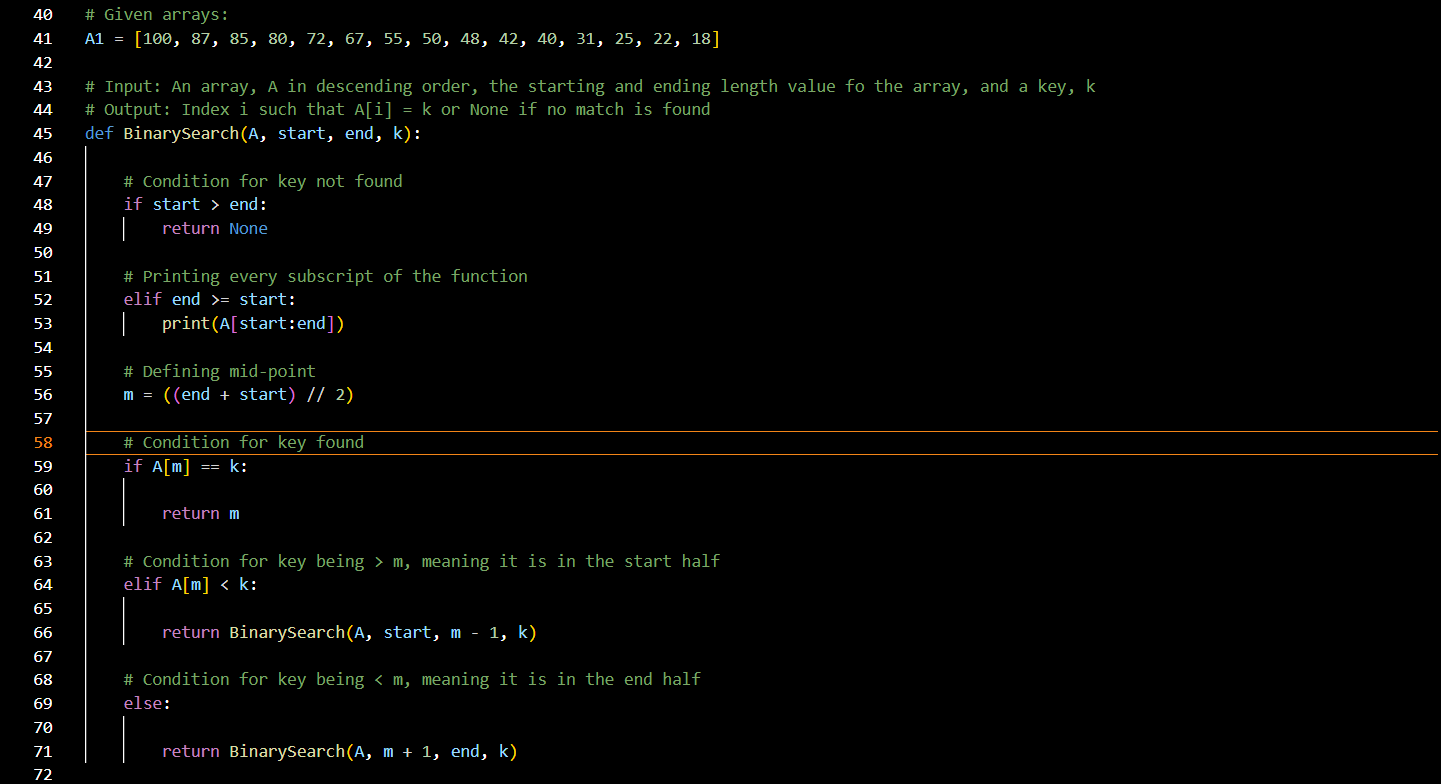 40 # Given arrays:
41 A1 = [100, 87, 85, 80, 72, 67, 55, 50, 48, 42, 40, 31, 25, 22, 18]
42
43 # Input: An array, A in descending order, the starting and ending length value fo the array, and a key, k
44 # Output: Index i such that A[i] = k or None if no match is found
45 def BinarySearch(A, start, end, k):
46
47     # Condition for key not found
48     if start > end:
49         return None
50
51     # Printing every subscript of the function
52     elif end >= start:
53         print(A[start:end])
54
55     # Defining mid-point
56     m = ((end + start) // 2)
57
58     # Condition for key found
59     if A[m] == k:
60
61         return m
62
63     # Condition for key being > m, meaning it is in the start half
64     elif A[m] < k:
65
66         return BinarySearch(A, start, m - 1, k)
67
68     # Condition for key being < m, meaning it is in the end half
69     else:
70
71         return BinarySearch(A, m + 1, end, k)
72